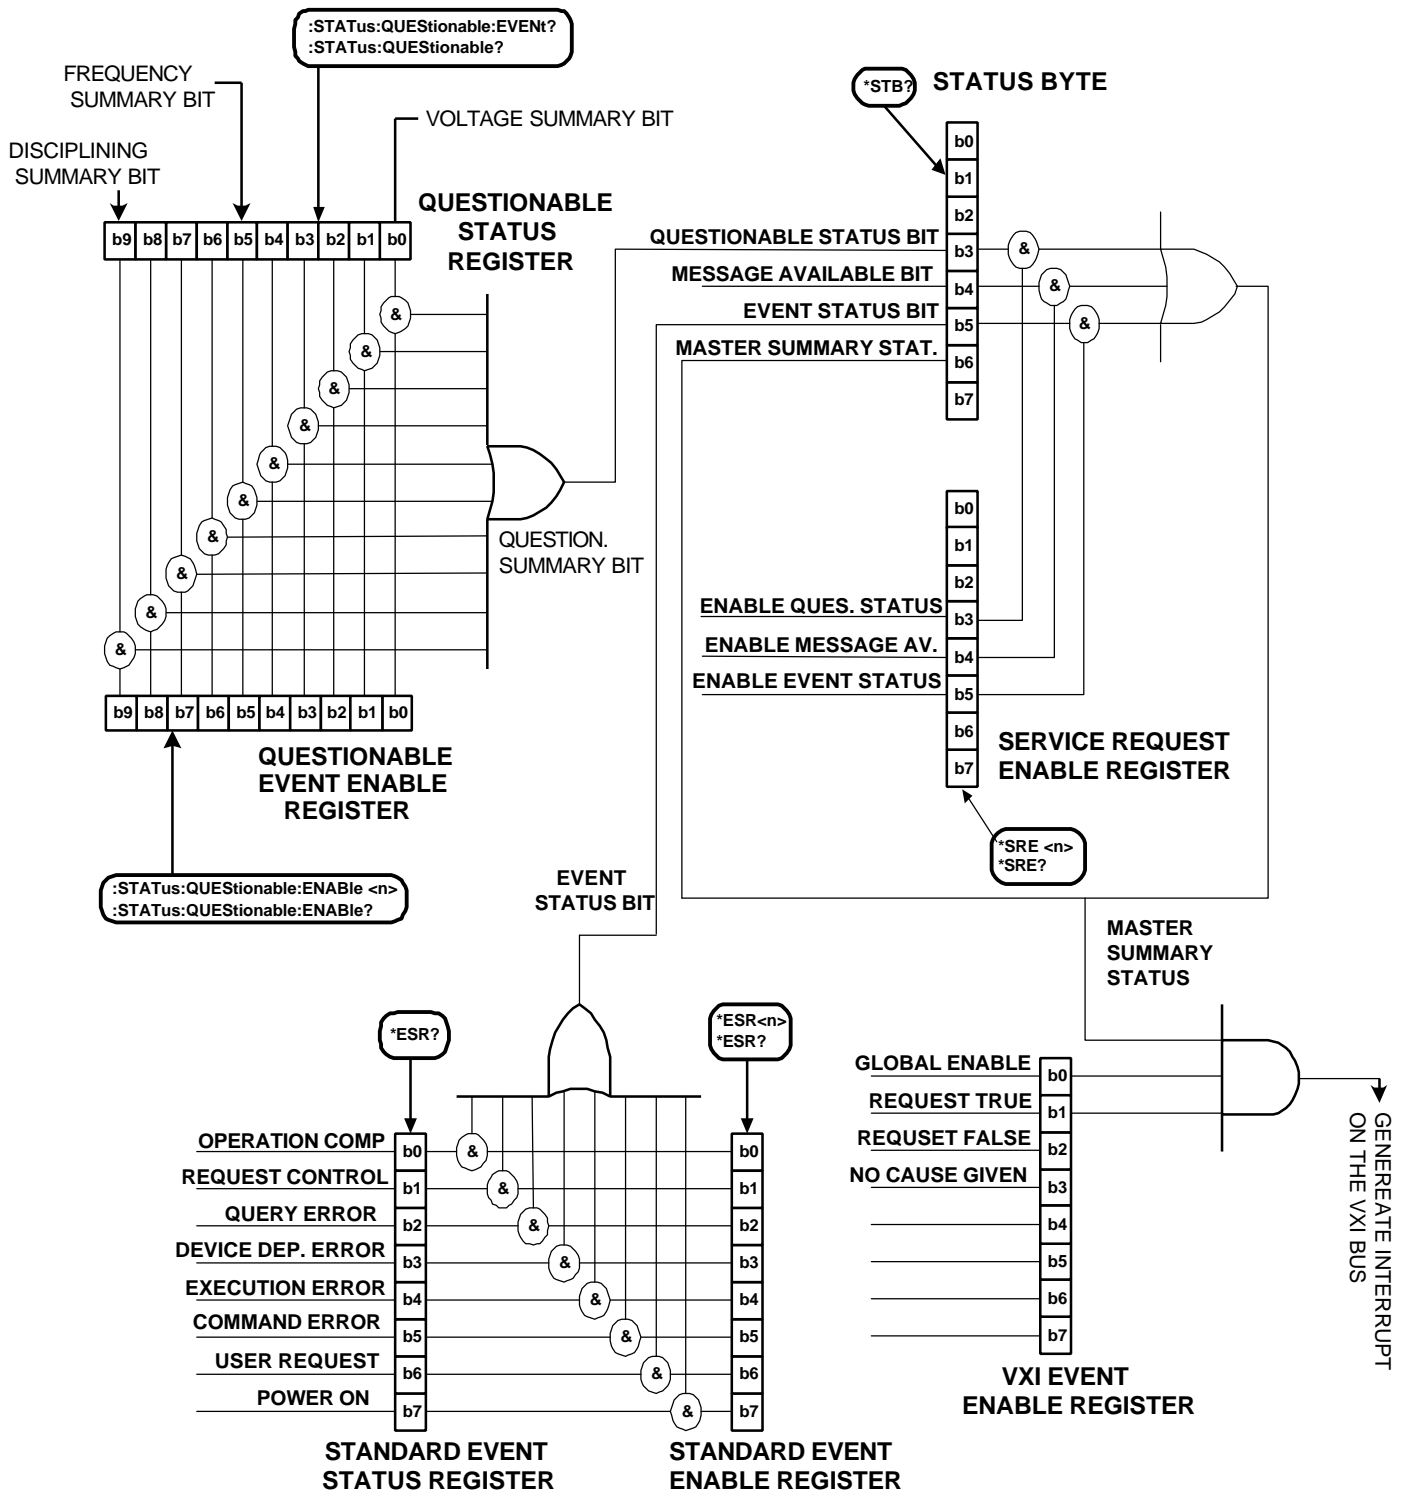 :STATus:QUEStionable:EVENt?
:STATus:QUEStionable?
FREQUENCY
SUMMARY BIT
VOLTAGE SUMMARY BIT
DISCIPLINING
SUMMARY BIT
b9 b8 b7 b6 b5 b4 b3 b2 b1 b0
QUESTIONABLE
STATUS
REGISTER
&
&
&
&
&
&
&
&
&
&
QUESTION.
SUMMARY BIT
b9 b8 b7 b6 b5 b4 b3 b2 b1 b0
QUESTIONABLE
EVENT ENABLE
REGISTER
:STATus:QUEStionable:ENABle <n>
:STATus:QUEStionable:ENABle?
*STB?
STATUS BYTE
b0
b1
b2
QUESTIONABLE STATUS BIT b3 &
MESSAGE AVAILABLE BIT b4 &
EVENT STATUS BIT b5 &
MASTER SUMMARY STAT. b6
b7
b0
b1
b2
ENABLE QUES. STATUS b3
ENABLE MESSAGE AV. b4
ENABLE EVENT STATUS b5
b6
b7
SERVICE REQUEST
ENABLE REGISTER
*SRE <n>
*SRE?
EVENT
STATUS BIT
MASTER
SUMMARY
STATUS
*ESR?
*ESR<n>
*ESR?
OPERATION COMP b0 & b0
REQUEST CONTROL b1 & b1
QUERY ERROR b2 & b2
DEVICE DEP. ERROR b3 & b3
EXECUTION ERROR b4 & b4
COMMAND ERROR b5 & b5
USER REQUEST b6 & b6
POWER ON b7 & b7
STANDARD EVENT
STATUS REGISTER
STANDARD EVENT
ENABLE REGISTER
GLOBAL ENABLE b0
REQUEST TRUE b1
REQUSET FALSE b2
NO CAUSE GIVEN b3
b4
b5
b6
b7
VXI EVENT
ENABLE REGISTER
GENEREATE INTERRUPT
ON THE VXI BUS